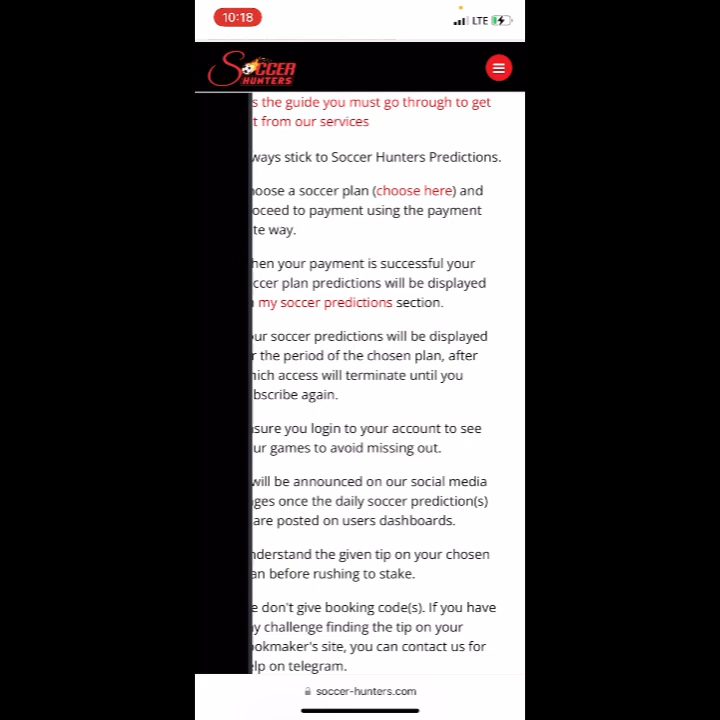 10:18
LTE
SOCCER
HUNTERS
s the guide you must go through to get
t from our services
ways stick to Soccer Hunters Predictions.
oose a soccer plan (choose here) and
oceed to payment using the payment
te way.
hen your payment is successful your
ccer plan predictions will be displayed
my soccer predictions section.
ur soccer predictions will be displayed
r the period of the chosen plan, after
hich access will terminate until you
bscribe again.
sure you login to your account to see
ur games to avoid missing out.
will be announced on our social media
ges once the daily soccer prediction(s)
are posted on users dashboards.
nderstand the given tip on your chosen
an before rushing to stake.
e don't give booking code(s). If you have
y challenge finding the tip on your
ookmaker's site, you can contact us for
lp on telegram.
soccer-hunters.com